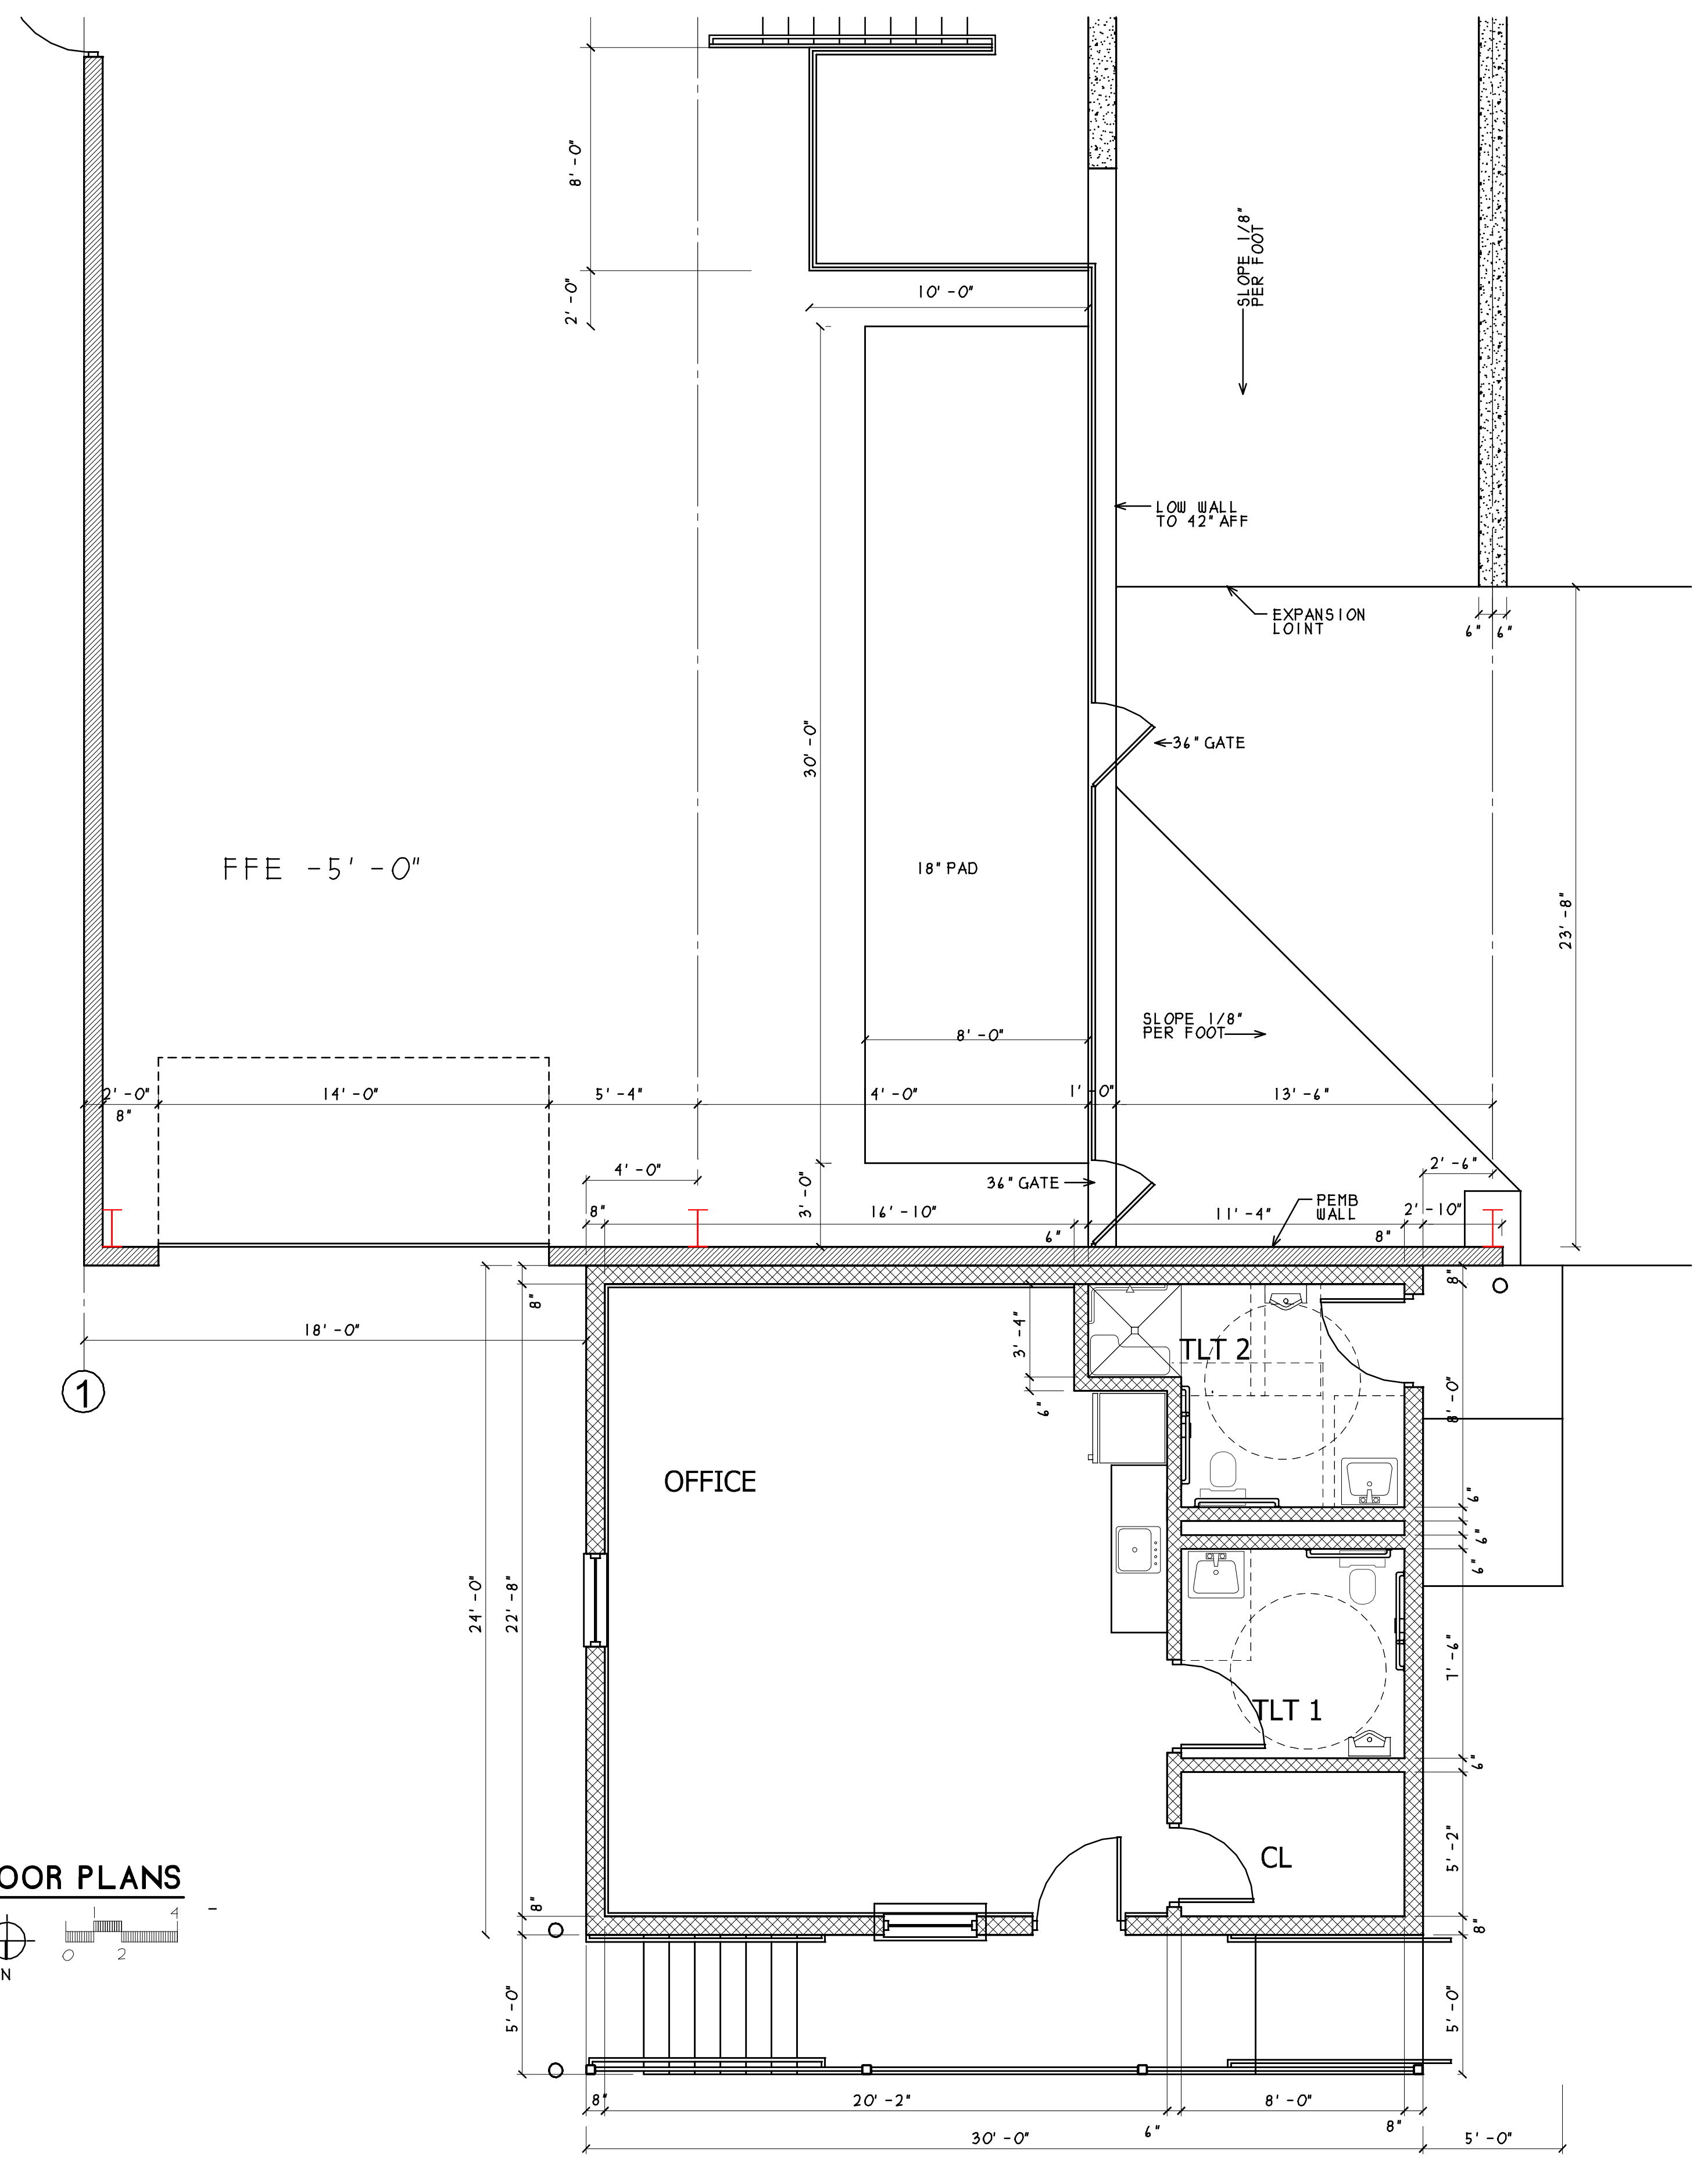 8' -0"
2' -0"
10' -0"
SLOPE 1/8"
PER FOOT
LOW WALL
TO 42" AFF
EXPANSION
LOINT
6"
6"
30' -0"
36" GATE
FFE -5' -0"
18" PAD
23' -8"
SLOPE 1/8"
PER FOOT
8' -0"
2' -0"
8"
14' -0"
5' -4"
4' -0"
1' -0"
13' -6"
4' -0"
3' -0"
36" GATE
PEMB
WALL
2' -6"
8"
16' -10"
6"
11' -4"
8"
2' -10"
8"
8"
18' -0"
3' -4"
TLT 2
1
6"
8' -0"
OFFICE
6"
6"
6"
24' -0"
22' -8"
1' -6"
TLT 1
6"
CL
5' -2"
OOR PLANS
8"
8"
1
4
-
0
2
N
5' -0"
5' -0"
8"
20' -2"
6"
8' -0"
8"
30' -0"
5' -0"